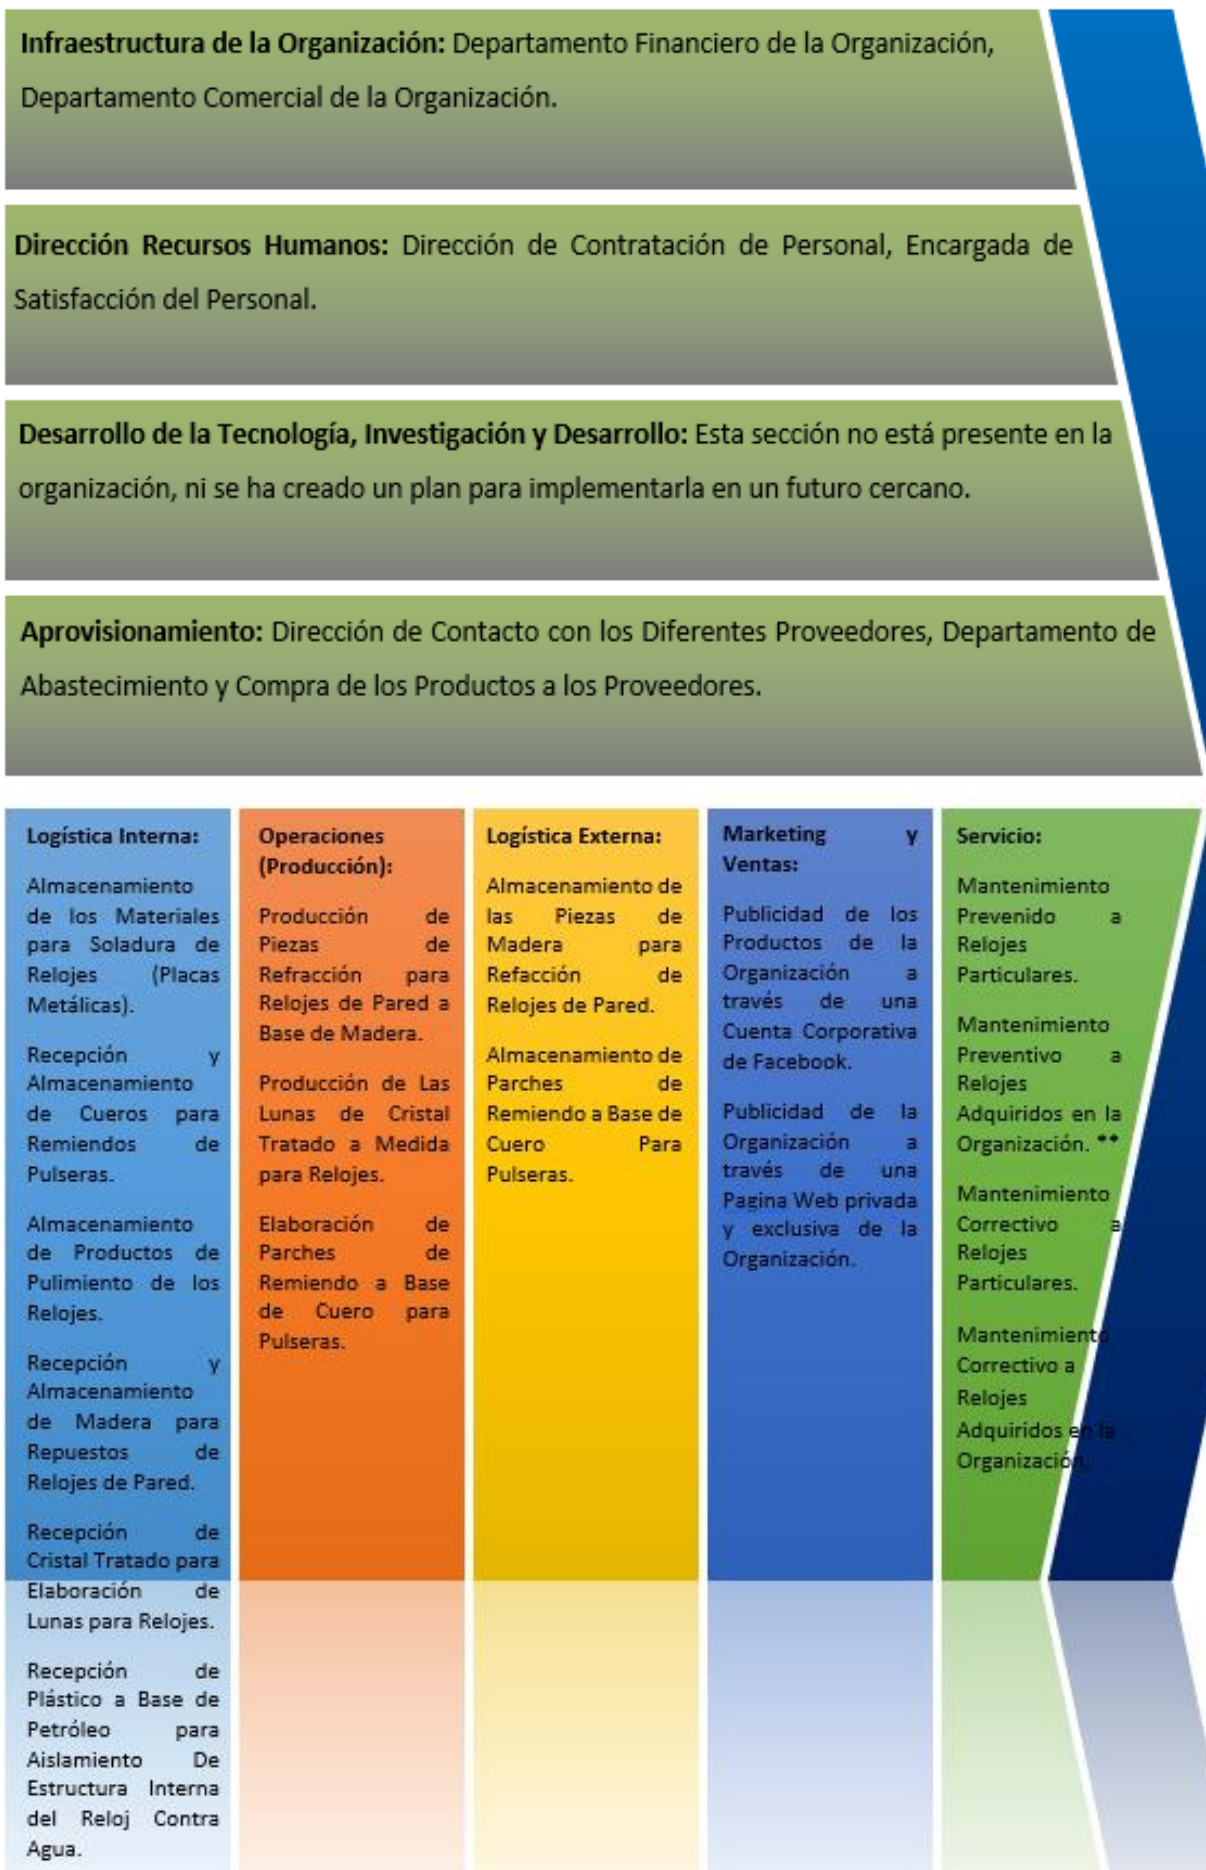 Infraestructura de la Organización: Departamento Financiero de la Organización,
Departamento Comercial de la Organización.
Dirección Recursos Humanos: Dirección de Contratación de Personal, Encargada de
Satisfacción del Personal.
Desarrollo de la Tecnología, Investigación y Desarrollo: Esta sección no está presente en la
organización, ni se ha creado un plan para implementarla en un futuro cercano.
Aprovisionamiento: Dirección de Contacto con los Diferentes Proveedores, Departamento de
Abastecimiento y Compra de los Productos a los Proveedores.
Logística Interna:
Almacenamiento
de los Materiales
para Soladura de
Relojes (Placas
Metálicas).
Recepción y
Almacenamiento
de Cueros para
Remiendos de
Pulseras.
Almacenamiento
de Productos de
Pulimiento de los
Relojes.
Recepción y
Almacenamiento
de Madera para
Repuestos de
Relojes de Pared.
Recepción de
Cristal Tratado para
Elaboración de
Lunas para Relojes.
Recepción de
Plástico a Base de
Petróleo para
Aislamiento De
Estructura Interna
del Reloj Contra
Agua.
Operaciones
(Producción):
Producción de
Piezas de
Refracción para
Relojes de Pared a
Base de Madera.
Producción de Las
Lunas de Cristal
Tratado a Medida
para Relojes.
Elaboración de
Parches de
Remiendo a Base
de Cuero para
Pulseras.
Logística Externa:
Almacenamiento de
las Piezas de
Madera para
Refacción de
Relojes de Pared.
Almacenamiento de
Parches de
Remiendo a Base de
Cuero Para
Pulseras.
Marketing y
Ventas:
Publicidad de los
Productos de la
Organización a
través de una
Cuenta Corporativa
de Facebook.
Publicidad de la
Organización a
través de una
Pagina Web privada
y exclusiva de la
Organización.
Servicio:
Mantenimiento
Prevenido a
Relojes
Particulares.
Mantenimiento
Preventivo a
Relojes
Adquiridos en la
Organización. **
Mantenimiento
Correctivo a
Relojes
Particulares.
Mantenimiento
Correctivo a
Relojes
Adquiridos en la
Organización.